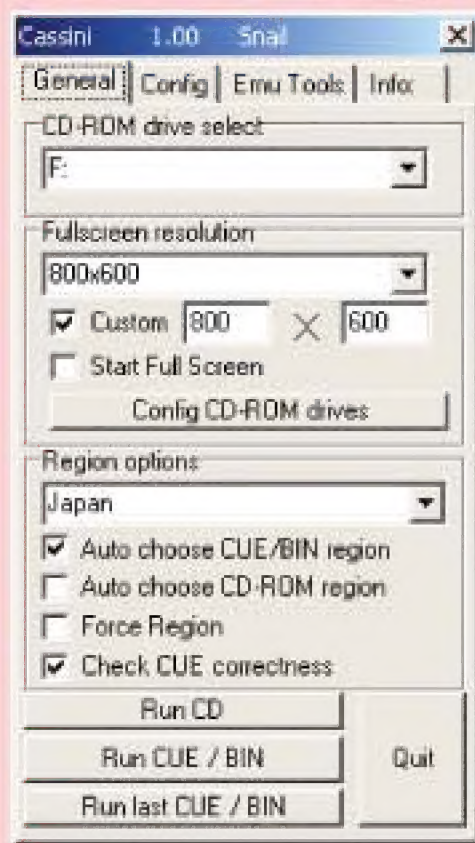 Cassini 1.00 Snail
General Config Emu Tools Info:
CD-ROM drive select
F:
Fullscreen resolution
800x600
Custom 800 X 600
Start Full Screen
Config CD-ROM drives
Region options
Japan
Auto choose CUE/BIN region
Auto choose CD-ROM region
Force Region
Check CUE correctness
Run CD
Run CUE / BIN
Quit
Run last CUE / BIN